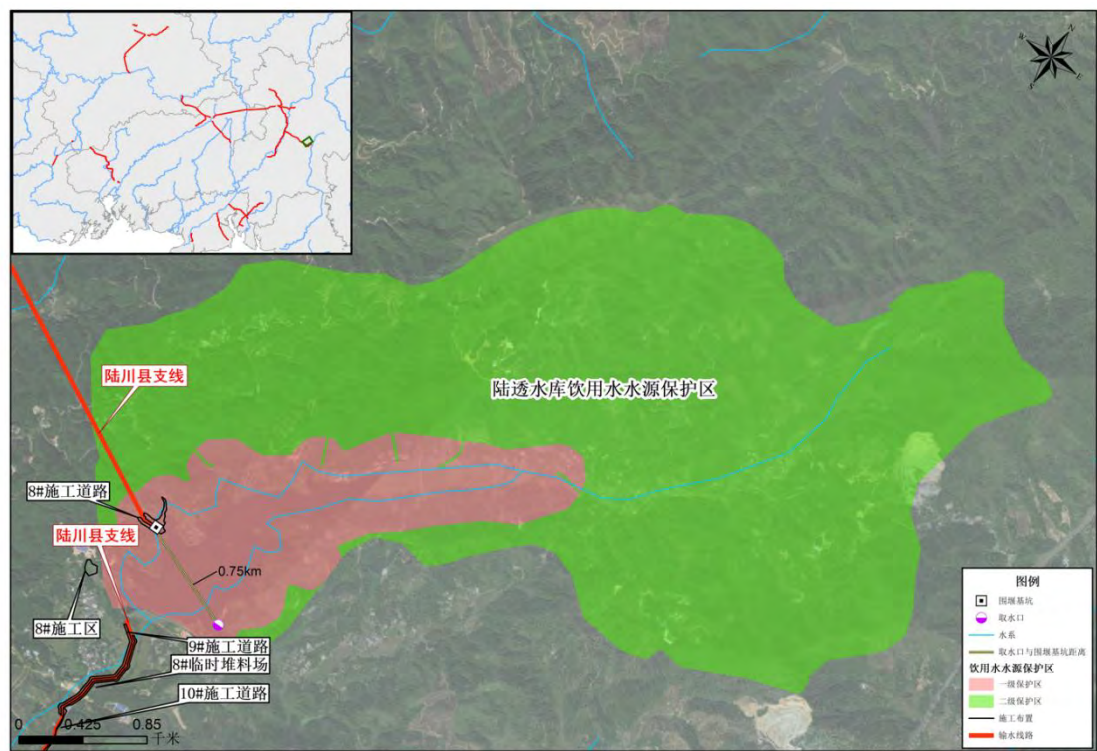 陆川县支线
8#施工道路
陆川县支线
8#施工区
陆透水库饮用水水源保护区
0.75km
9#施工道路
8#临时堆料场
10#施工道路
0 0.425 0.85
千米
N
E
S
W
图例
围堰基坑
取水口
水系
取水口与围堰基坑距离
饮用水水源保护区
一级保护区
二级保护区
施工布置
输水线路